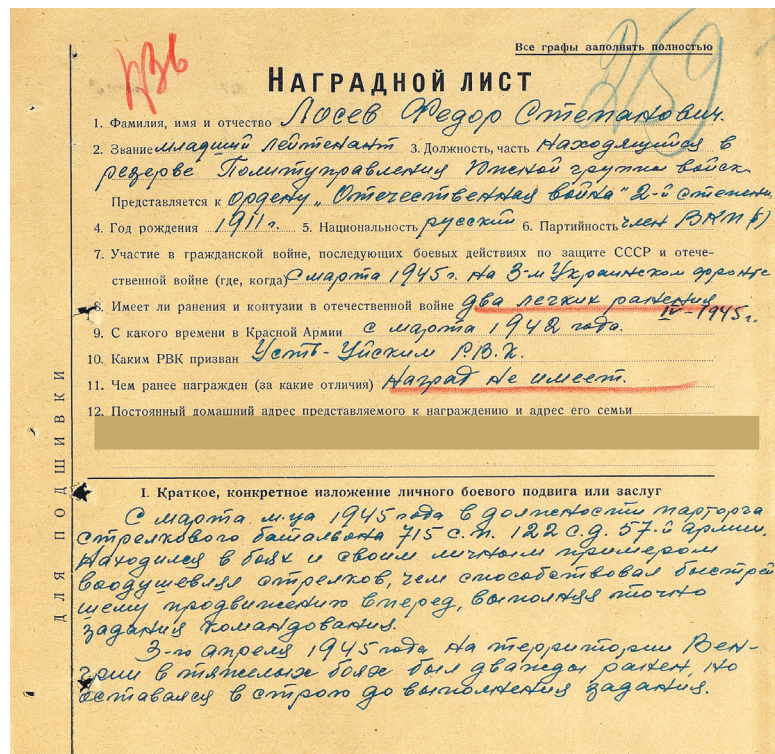 КЗв
259
Все графы заполнять полностью
НАГРАДНОЙ ЛИСТ
1. Фамилия, имя и отчество Лосев Федор Степанович.
2. Звание младший лейтенант 3. Должность, часть Находящийся в
резерве Политуправления Южной группы войск
Представляется к ордену „Отечественная война" 2-й степени.
4. Год рождения 1911 г. 5. Национальность русский 6. Партийность член ВКП(б)
7. Участие в гражданской войне, последующих боевых действиях по защите СССР и отече-
ственной войне (где, когда) С марта 1945 г. на 3-м Украинском фронте
8. Имеет ли ранения и контузии в отечественной войне два легких ранения
IV-1945 г.
9. С какого времени в Красной Армии с марта 1942 года.
10. Каким РВК призван Усть-Уйским Р.В.К.
11. Чем ранее награжден (за какие отличия) Наград не имеет.
12. Постоянный домашний адрес представляемого к награждению и адрес его семьи
ДЛЯ ПОДШИВКИ
I. Краткое, конкретное изложение личного боевого подвига или заслуг
С марта м-ца 1945 года в должности парторга
стрелкового батальона 715 с.п. 122 с.д. 57-й армии.
Находился в боях и своим личным примером
воодушевлял стрелков, чем способствовал быстрей
шему продвижению вперед, выполняя точно
задания командования.
3-го апреля 1945 года на территории Вен-
грии в тяжелых боях был дважды ранен, но
оставался в строю до выполнения задания.